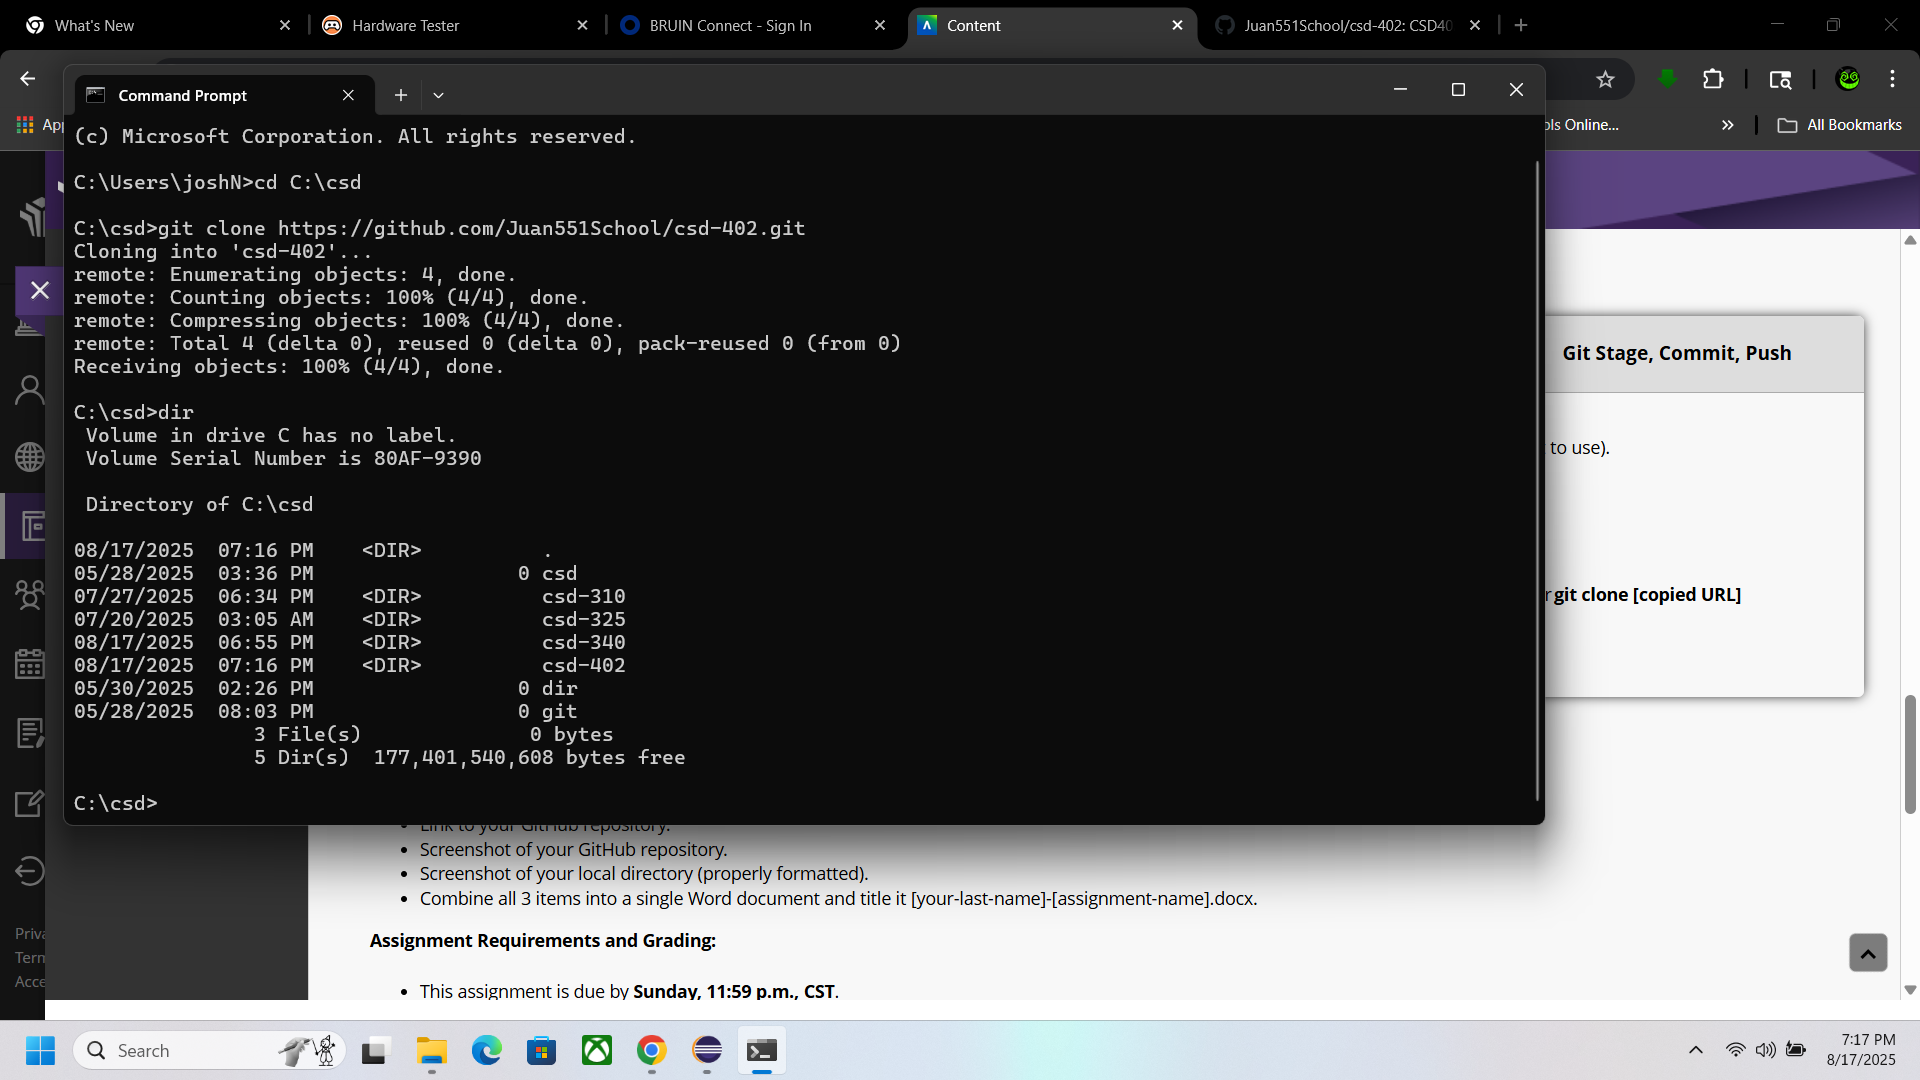 What's New
Hardware Tester
BRUIN Connect - Sign In
Content
Juan551School/csd-402: CSD40
Command Prompt
ols Online...
All Bookmarks
(c) Microsoft Corporation. All rights reserved.
C:\Users\joshN>cd C:\csd
C:\csd>git clone https://github.com/Juan551School/csd-402.git
Cloning into 'csd-402'...
remote: Enumerating objects: 4, done.
remote: Counting objects: 100% (4/4), done.
remote: Compressing objects: 100% (4/4), done.
remote: Total 4 (delta 0), reused 0 (delta 0), pack-reused 0 (from 0)
Receiving objects: 100% (4/4), done.
C:\csd>dir
Volume in drive C has no label.
Volume Serial Number is 80AF-9390
Directory of C:\csd
08/17/2025  07:16 PM    <DIR>          .
05/28/2025  03:36 PM                 0 csd
07/27/2025  06:34 PM    <DIR>          csd-310
07/20/2025  03:05 AM    <DIR>          csd-325
08/17/2025  06:55 PM    <DIR>          csd-340
08/17/2025  07:16 PM    <DIR>          csd-402
05/30/2025  02:26 PM                 0 dir
05/28/2025  08:03 PM                 0 git
3 File(s)              0 bytes
5 Dir(s)  177,401,540,608 bytes free
C:\csd>
Git Stage, Commit, Push
to use).
git clone [copied URL]
Link to your GitHub repository.
• Screenshot of your GitHub repository.
• Screenshot of your local directory (properly formatted).
• Combine all 3 items into a single Word document and title it [your-last-name]-[assignment-name].docx.
Assignment Requirements and Grading:
• This assignment is due by Sunday, 11:59 p.m., CST.
Priva
Term
Acce
Search
7:17 PM
8/17/2025